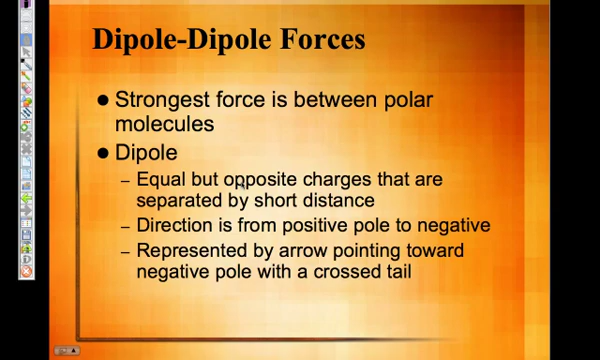 Dipole-Dipole Forces
● Strongest force is between polar
molecules
● Dipole
– Equal but opposite charges that are
separated by short distance
– Direction is from positive pole to negative
– Represented by arrow pointing toward
negative pole with a crossed tail